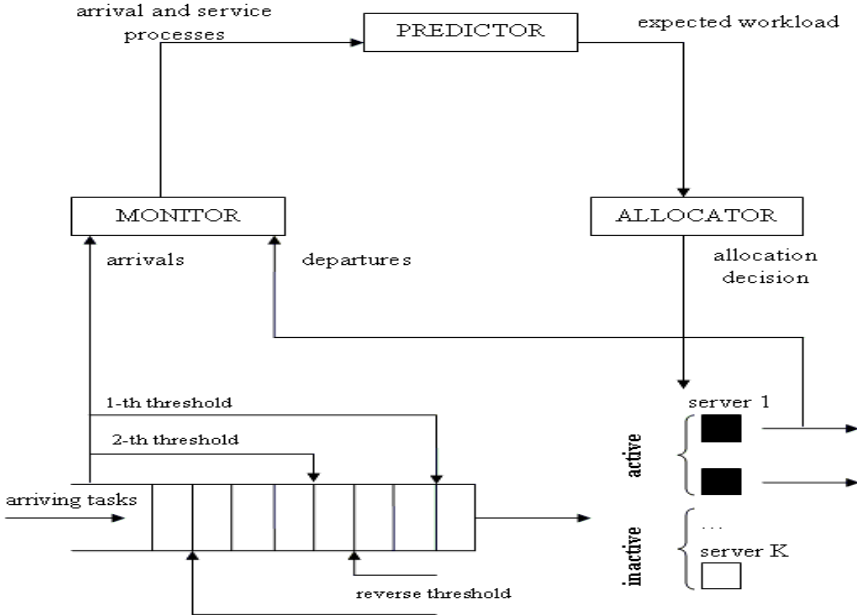 arrival and service
processes
PREDICTOR
expected workload
MONITOR
ALLOCATOR
arrivals
departures
allocation
decision
1-th threshold
2-th threshold
server 1
active
arriving tasks
...
inactive
server K
reverse threshold